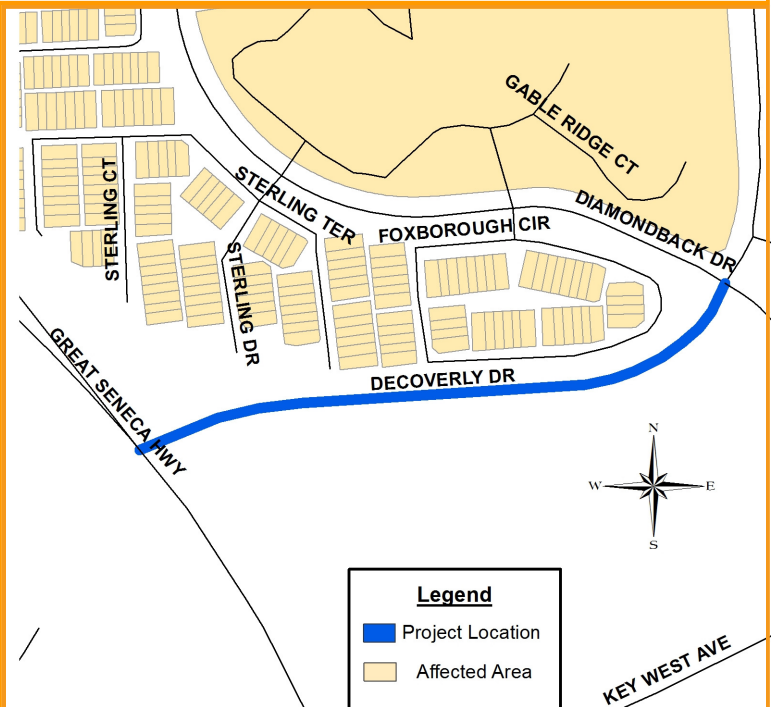 GABLE RIDGE CT
STERLING CT
STERLING TER
FOXBOROUGH CIR
DIAMONDBACK DR
STERLING DR
GREAT SENECA HWY
DECOVERLY DR
N
W
E
S
Legend
Project Location
Affected Area
KEY WEST AVE